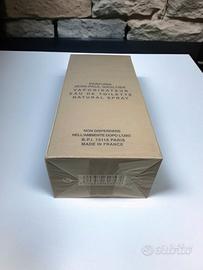 PARFUMS
JEAN PAUL GAULTIER
VAPORISATEUR
EAU DE TOILETTE
NATURAL SPRAY
NON DISPERDERE
NELL'AMBIENTE DOPO L'USO
B.P.I. 75116 PARIS
MADE IN FRANCE
subito